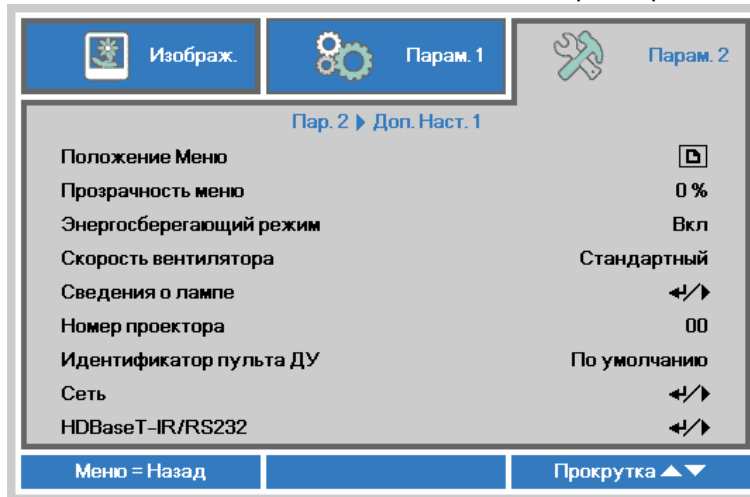 Изображ.
Парам. 1
Парам. 2
Пар. 2 Доп. Наст. 1
Положение Меню
Прозрачность меню 0 %
Энергосберегающий режим Вкл
Скорость вентилятора Стандартный
Сведения о лампе
Номер проектора 00
Идентификатор пульта ДУ По умолчанию
Сеть
HDBaseT-IR/RS232
Меню = Назад
Прокрутка